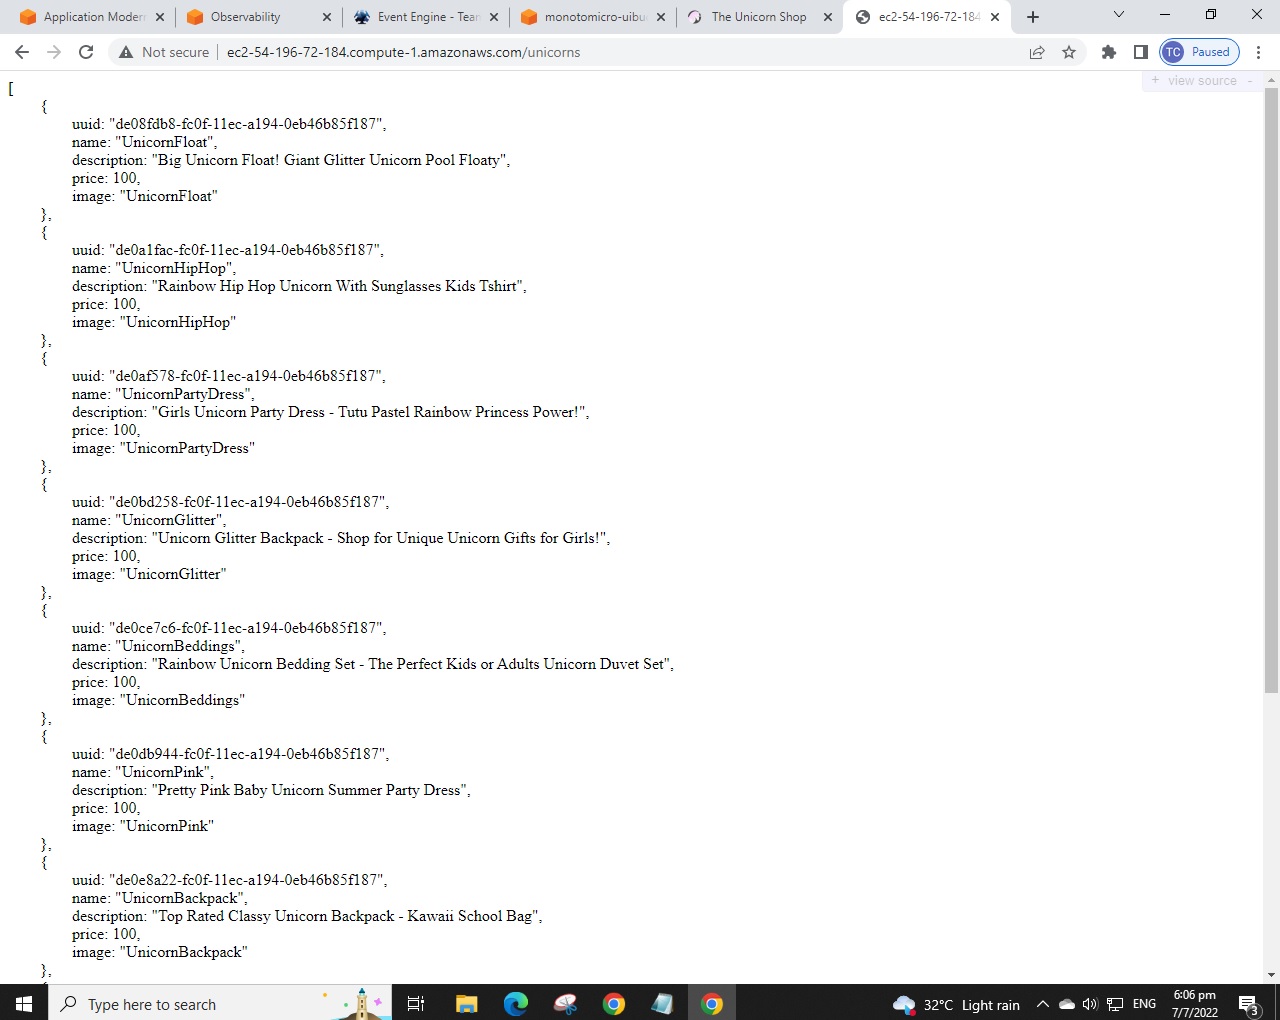 Application Modern
Observability
Event Engine - Team
monotomicro-uibu
The Unicorn Shop
ec2-54-196-72-184
Not secure
ec2-54-196-72-184.compute-1.amazonaws.com/unicorns
TC Paused
+ view source -
[
{
uuid: "de08fdb8-fc0f-11ec-a194-0eb46b85f187",
name: "UnicornFloat",
description: "Big Unicorn Float! Giant Glitter Unicorn Pool Floaty",
price: 100,
image: "UnicornFloat"
},
{
uuid: "de0a1fac-fc0f-11ec-a194-0eb46b85f187",
name: "UnicornHipHop",
description: "Rainbow Hip Hop Unicorn With Sunglasses Kids Tshirt",
price: 100,
image: "UnicornHipHop"
},
{
uuid: "de0af578-fc0f-11ec-a194-0eb46b85f187",
name: "UnicornPartyDress",
description: "Girls Unicorn Party Dress - Tutu Pastel Rainbow Princess Power!",
price: 100,
image: "UnicornPartyDress"
},
{
uuid: "de0bd258-fc0f-11ec-a194-0eb46b85f187",
name: "UnicornGlitter",
description: "Unicorn Glitter Backpack - Shop for Unique Unicorn Gifts for Girls!",
price: 100,
image: "UnicornGlitter"
},
{
uuid: "de0ce7c6-fc0f-11ec-a194-0eb46b85f187",
name: "UnicornBeddings",
description: "Rainbow Unicorn Bedding Set - The Perfect Kids or Adults Unicorn Duvet Set",
price: 100,
image: "UnicornBeddings"
},
{
uuid: "de0db944-fc0f-11ec-a194-0eb46b85f187",
name: "UnicornPink",
description: "Pretty Pink Baby Unicorn Summer Party Dress",
price: 100,
image: "UnicornPink"
},
{
uuid: "de0e8a22-fc0f-11ec-a194-0eb46b85f187",
name: "UnicornBackpack",
description: "Top Rated Classy Unicorn Backpack - Kawaii School Bag",
price: 100,
image: "UnicornBackpack"
},
Type here to search
32°C Light rain
ENG
6:06 pm
7/7/2022
3